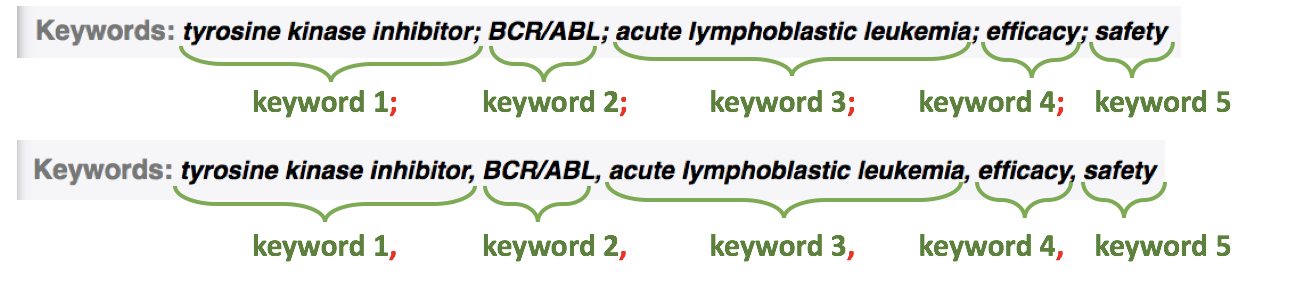 Keywords: tyrosine kinase inhibitor; BCR/ABL; acute lymphoblastic leukemia; efficacy; safety
keyword 1; keyword 2; keyword 3; keyword 4; keyword 5
Keywords: tyrosine kinase inhibitor, BCR/ABL, acute lymphoblastic leukemia, efficacy, safety
keyword 1, keyword 2, keyword 3, keyword 4, keyword 5